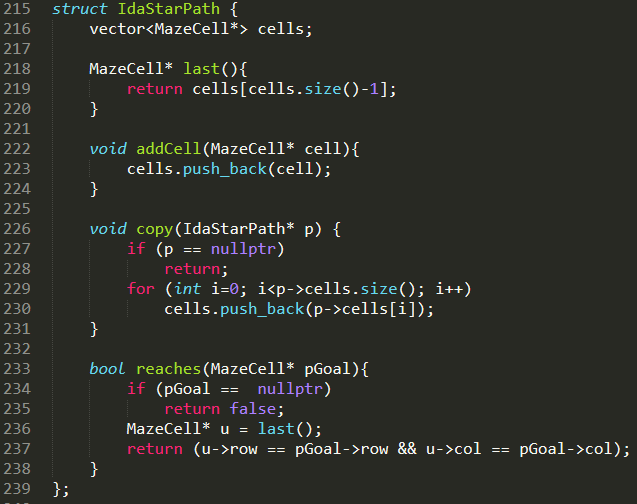 215 struct IdaStarPath {
216     vector<MazeCell*> cells;
217
218     MazeCell* last(){
219         return cells[cells.size()-1];
220     }
221
222     void addCell(MazeCell* cell){
223         cells.push_back(cell);
224     }
225
226     void copy(IdaStarPath* p) {
227         if (p == nullptr)
228             return;
229         for (int i=0; i<p->cells.size(); i++)
230             cells.push_back(p->cells[i]);
231     }
232
233     bool reaches(MazeCell* pGoal){
234         if (pGoal ==  nullptr)
235             return false;
236         MazeCell* u = last();
237         return (u->row == pGoal->row && u->col == pGoal->col);
238     }
239 };